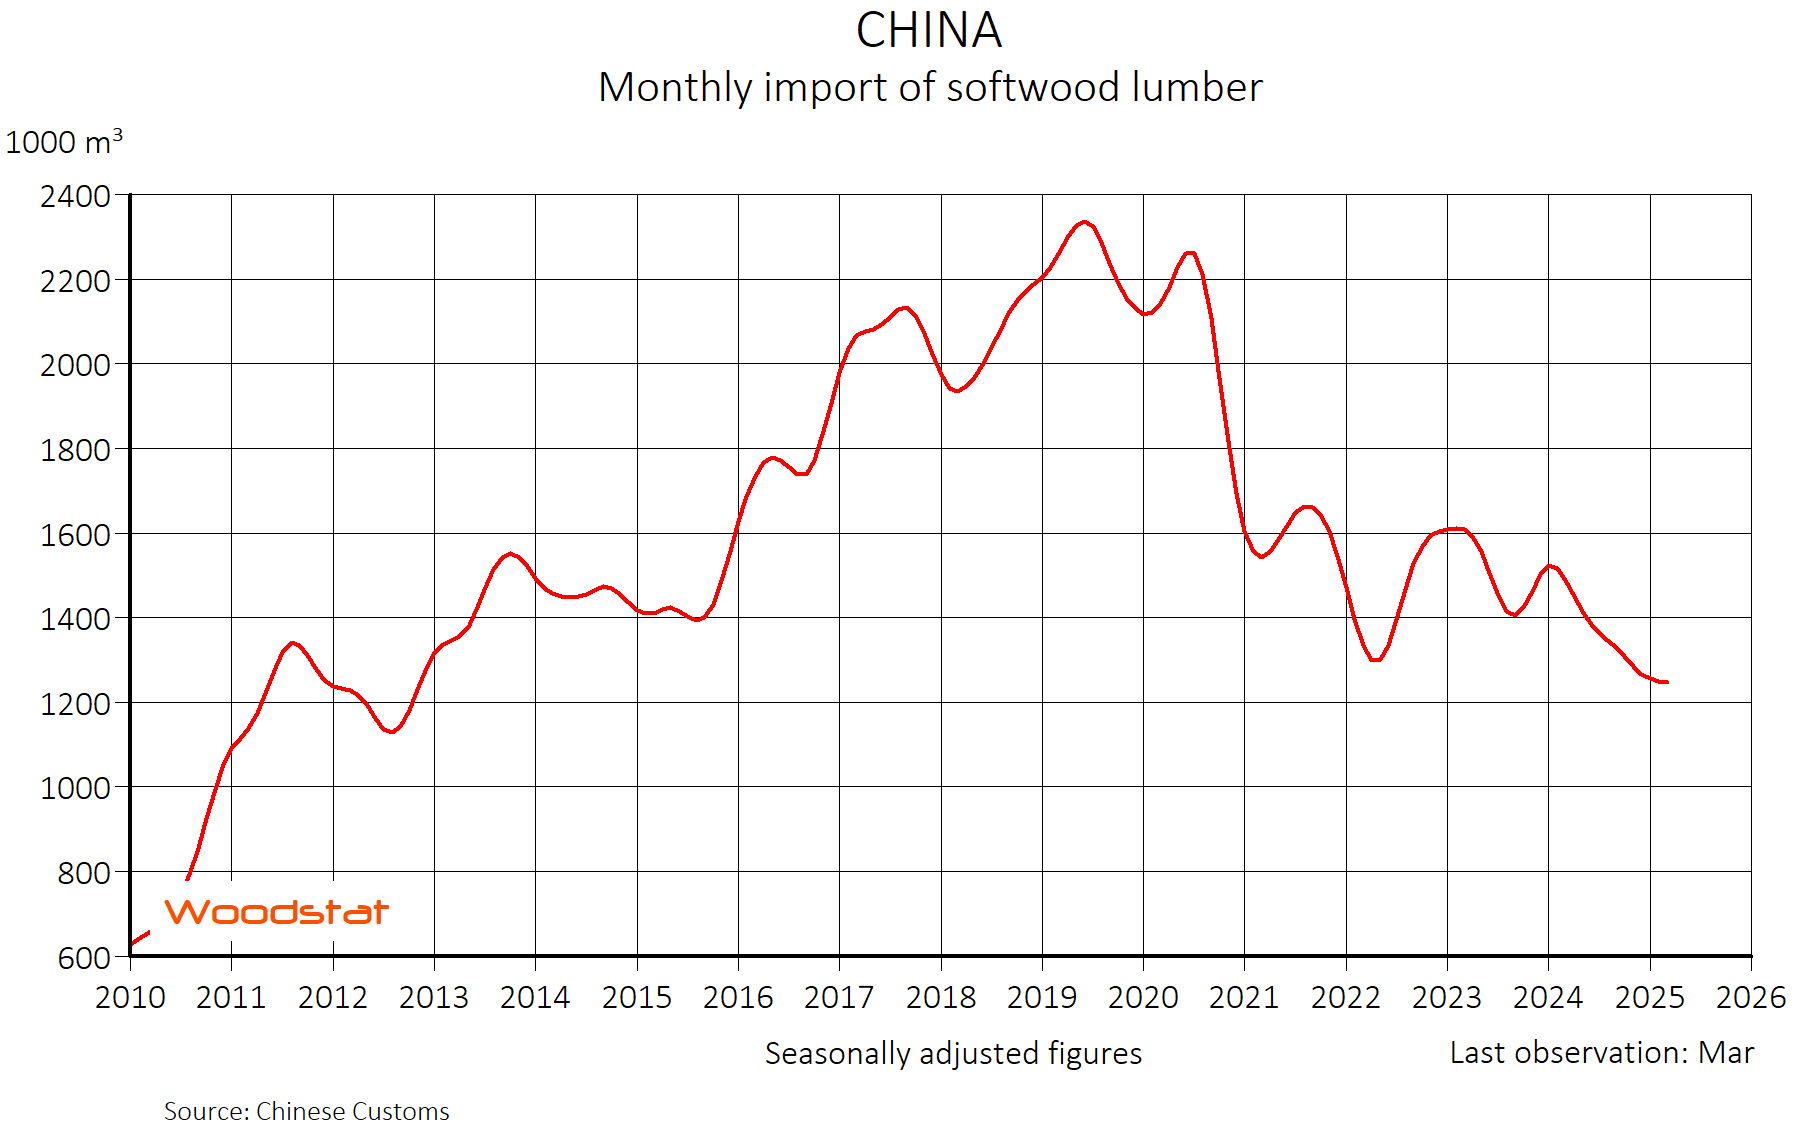 CHINA
Monthly import of softwood lumber
1000 m³
2400
2200
2000
1800
1600
1400
1200
1000
800
600
Woodstat
2010 2011 2012 2013 2014 2015 2016 2017 2018 2019 2020 2021 2022 2023 2024 2025 2026
Seasonally adjusted figures
Last observation: Mar
Source: Chinese Customs